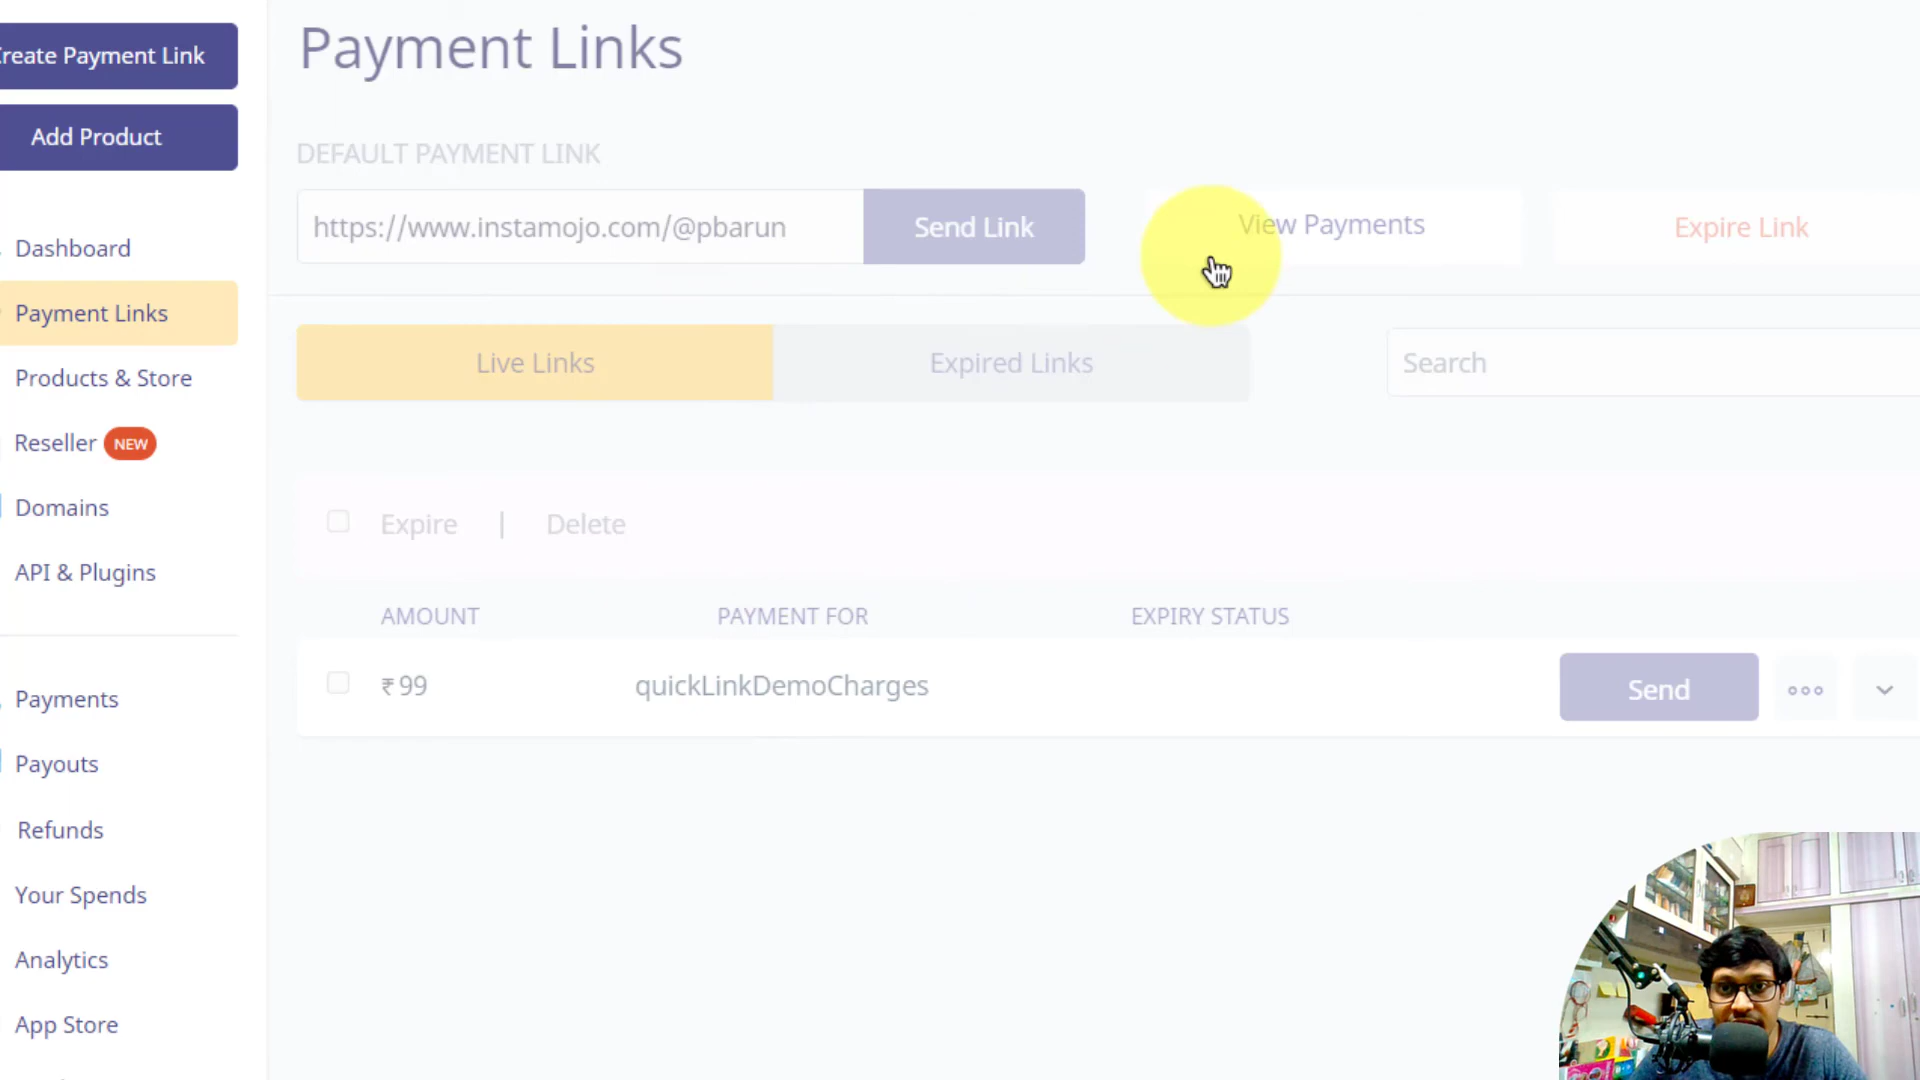 Create Payment Link
Add Product
Dashboard
Payment Links
Products & Store
Reseller NEW
Domains
API & Plugins
Payments
Payouts
Refunds
Your Spends
Analytics
App Store
Payment Links
DEFAULT PAYMENT LINK
https://www.instamojo.com/@pbarun
Send Link
View Payments
Expire Link
Live Links
Expired Links
Search
Expire | Delete
AMOUNT PAYMENT FOR EXPIRY STATUS
₹ 99 quickLinkDemoCharges Send